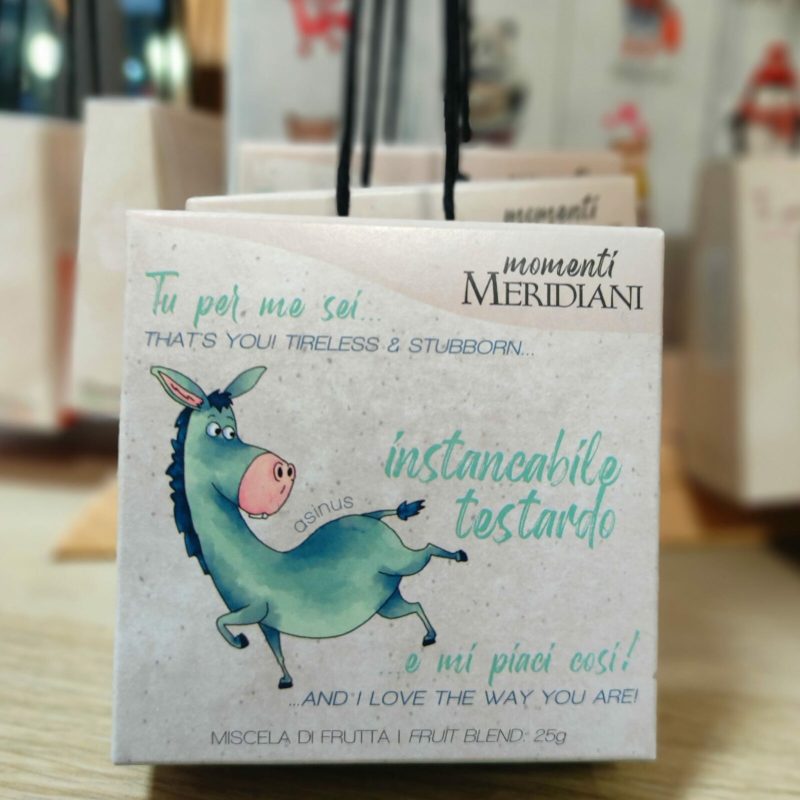 momenti
momenti
MERIDIANI
Tu per me sei...
THAT'S YOU! TIRELESS & STUBBORN...
instancabile
testardo
asinus
...e mi piaci così!
...AND I LOVE THE WAY YOU ARE!
MISCELA DI FRUTTA | FRUIT BLEND: 25g